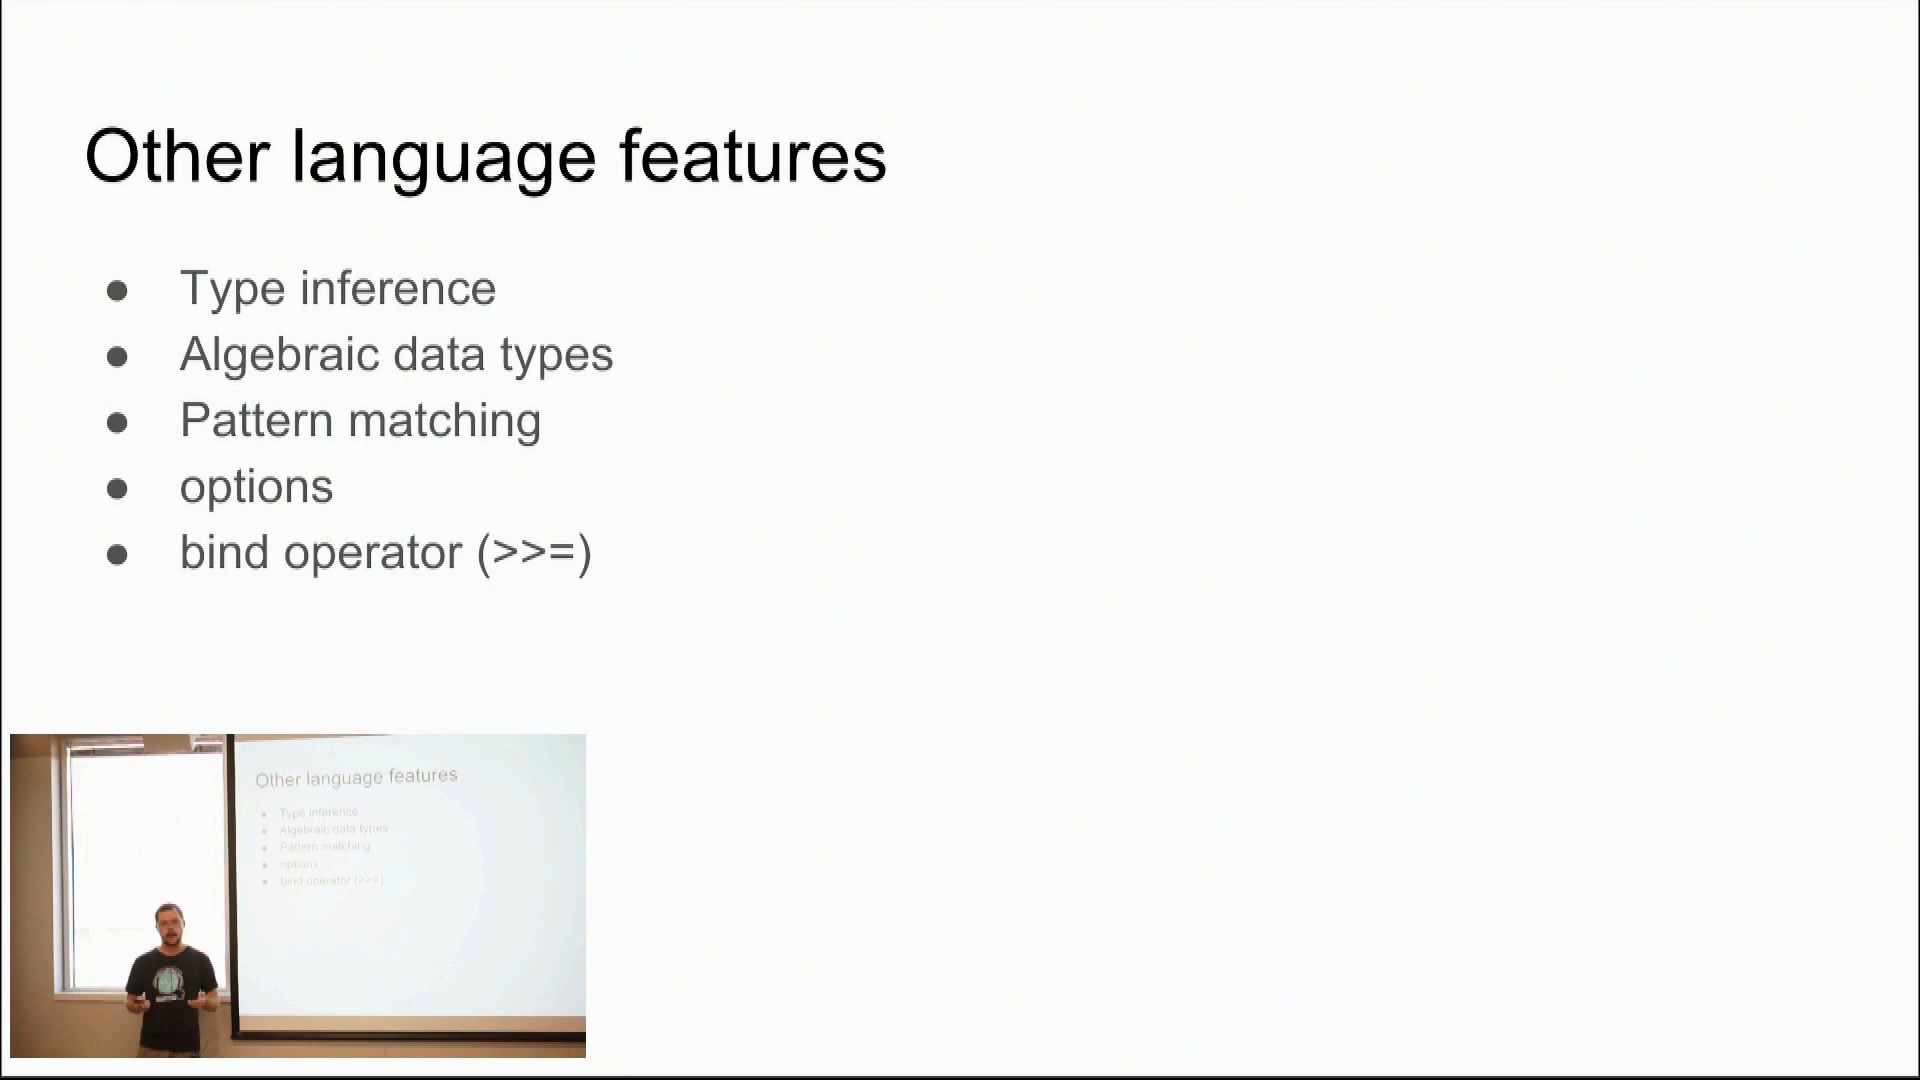 Other language features
● Type inference
● Algebraic data types
● Pattern matching
● options
● bind operator (>>=)
Other language features
● Type inference
● Algebraic data types
● Pattern matching
● options
● bind operator (>>=)